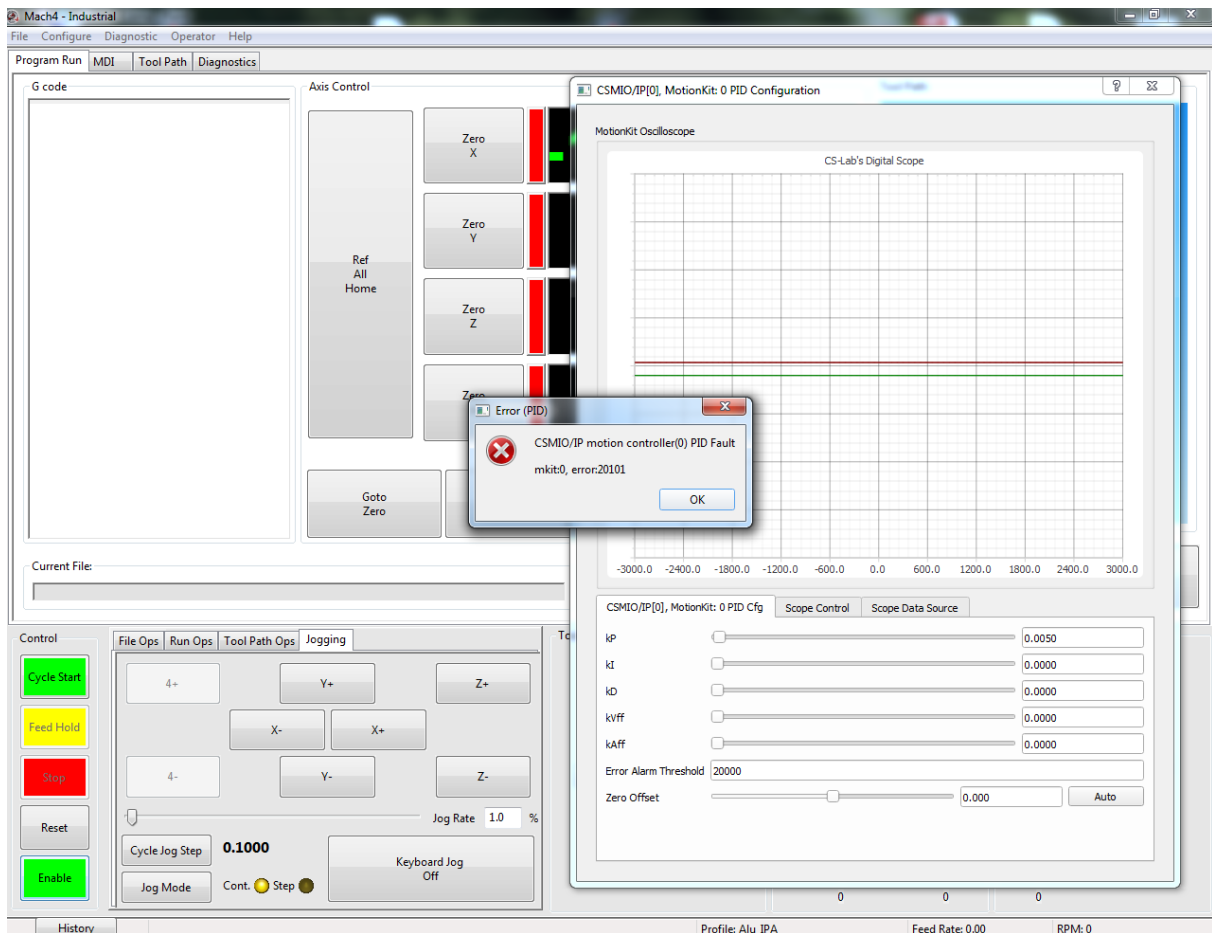 Mach4 - Industrial
File Configure Diagnostic Operator Help
Program Run MDI Tool Path Diagnostics
G code
Axis Control
Ref
All
Home
Zero
X
Zero
Y
Zero
Z
Zero
Goto
Zero
Current File:
CSMIO/IP[0], MotionKit: 0 PID Configuration
MotionKit Oscilloscope
CS-Lab's Digital Scope
-3000.0 -2400.0 -1800.0 -1200.0 -600.0 0.0 600.0 1200.0 1800.0 2400.0 3000.0
Error (PID)
CSMIO/IP motion controller(0) PID Fault
mkit:0, error:20101
OK
CSMIO/IP[0], MotionKit: 0 PID Cfg Scope Control Scope Data Source
kP 0.0050
kI 0.0000
kD 0.0000
kVff 0.0000
kAff 0.0000
Error Alarm Threshold 20000
Zero Offset 0.000 Auto
Control
Cycle Start
Feed Hold
Stop
Reset
Enable
File Ops Run Ops Tool Path Ops Jogging
4+ Y+ Z+
X- X+
4- Y- Z-
Jog Rate 1.0 %
Cycle Jog Step 0.1000
Keyboard Jog
Off
Jog Mode Cont. Step
To
0 0 0
History
Profile: Alu_IPA Feed Rate: 0.00 RPM: 0